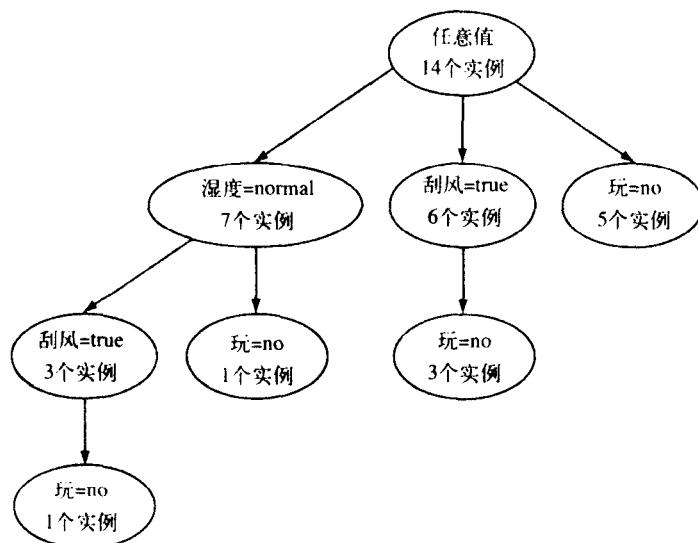 任意值
14个实例
湿度=normal
7个实例
刮风=true
6个实例
玩=no
5个实例
刮风=true
3个实例
玩=no
1个实例
玩=no
3个实例
玩=no
1个实例